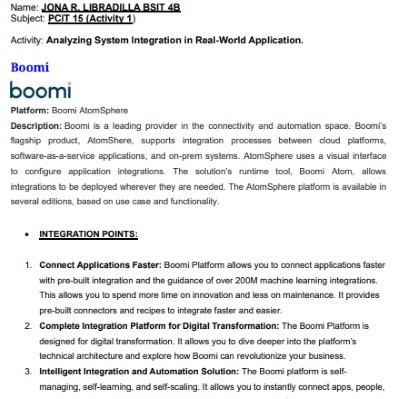 Name: JONA R. LIBRADILLA BSIT 4B
Subject: PCIT 15 (Activity 1)
Activity: Analyzing System Integration in Real-World Application.
Boomi
boomi
Platform: Boomi AtomSphere
Description: Boomi is a leading provider in the connectivity and automation space. Boomi's
flagship product, AtomShere, supports integration processes between cloud platforms,
software-as-a-service applications, and on-prem systems. AtomSphere uses a visual interface
to configure application integrations. The solution's runtime tool, Boomi Atom, allows
integrations to be deployed wherever they are needed. The AtomSphere platform is available in
several editions, based on use case and functionality.
• INTEGRATION POINTS:
1. Connect Applications Faster: Boomi Platform allows you to connect applications faster
with pre-built integration and the guidance of over 200M machine learning integrations.
This allows you to spend more time on innovation and less on maintenance. It provides
pre-built connectors and recipes to integrate faster and easier.
2. Complete Integration Platform for Digital Transformation: The Boomi Platform is
designed for digital transformation. It allows you to dive deeper into the platform's
technical architecture and explore how Boomi can revolutionize your business.
3. Intelligent Integration and Automation Solution: The Boomi platform is self-
managing, self-learning, and self-scaling. It allows you to instantly connect apps, people,